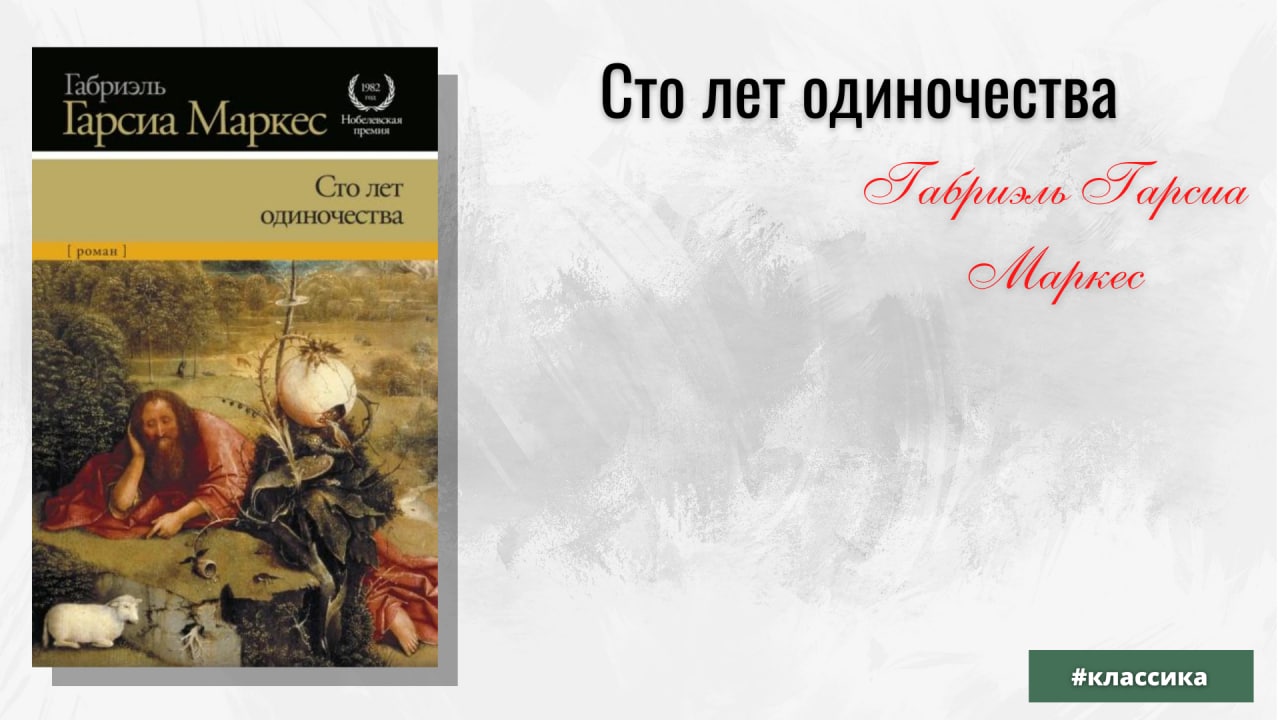 Габриэль
Гарсиа Маркес
1982
год
Нобелевская
премия
Сто лет
одиночества
[ роман ]
Сто лет одиночества
Габриэль Гарсиа
Маркес
#классика